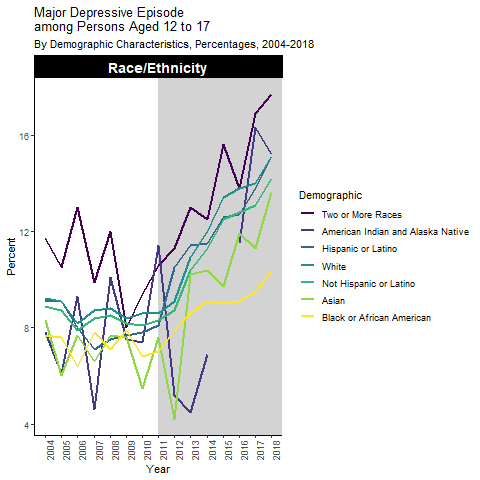 Major Depressive Episode
among Persons Aged 12 to 17
By Demographic Characteristics, Percentages, 2004-2018
Race/Ethnicity
16
12
8
4
Percent
2004
2005
2006
2007
2008
2009
2010
2011
2012
2013
2014
2015
2016
2017
2018
Year
Demographic
Two or More Races
American Indian and Alaska Native
Hispanic or Latino
White
Not Hispanic or Latino
Asian
Black or African American